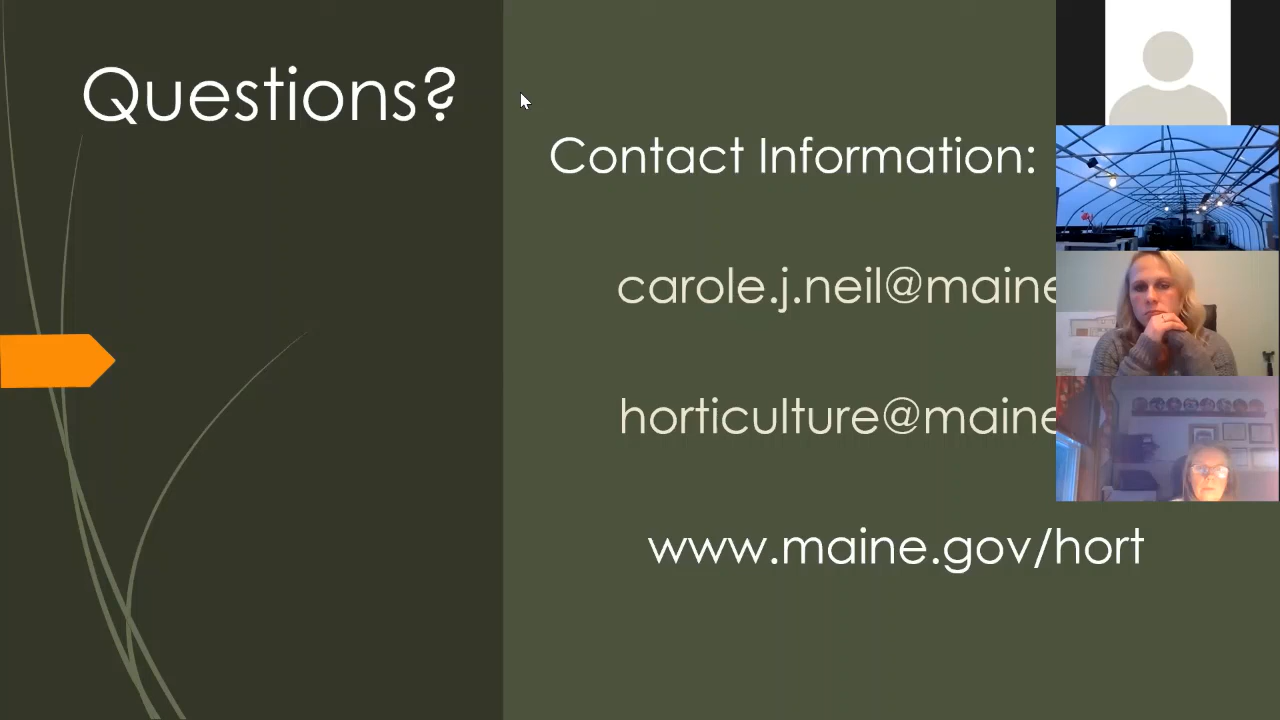 Questions?
Contact Information:
carole.j.neil@maine
horticulture@maine
www.maine.gov/hort